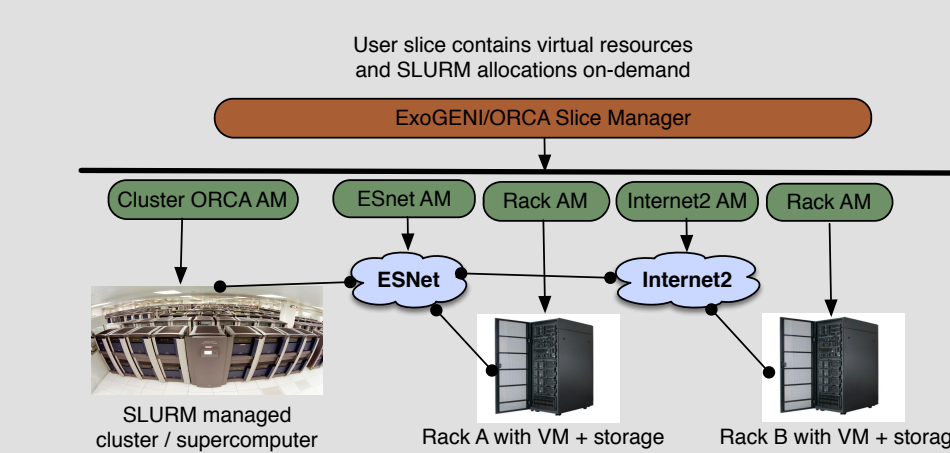 User slice contains virtual resources
and SLURM allocations on-demand
ExoGENI/ORCA Slice Manager
Cluster ORCA AM
ESnet AM
Rack AM
Internet2 AM
Rack AM
ESNet
Internet2
SLURM managed
cluster / supercomputer
Rack A with VM + storage
Rack B with VM + storag